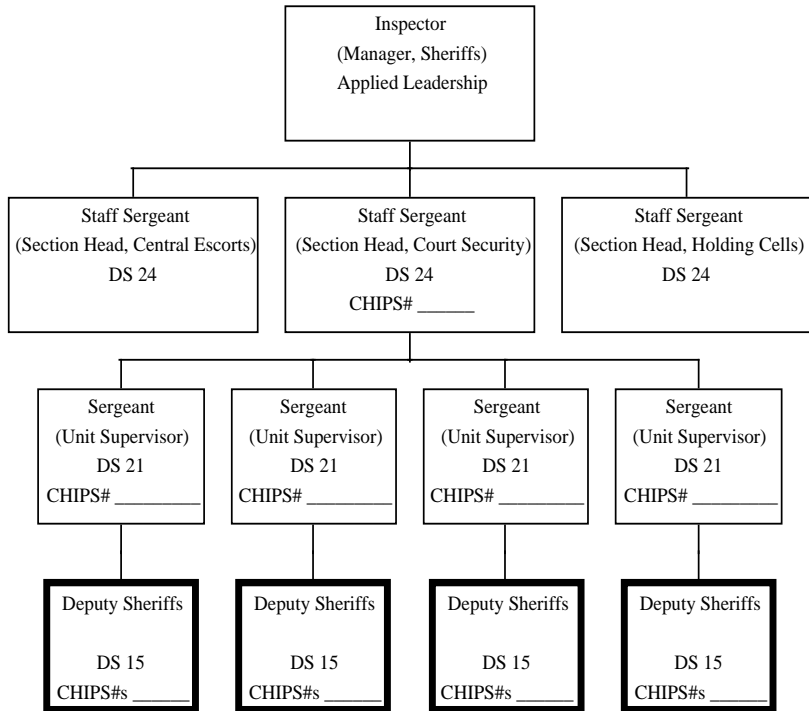 Inspector
(Manager, Sheriffs)
Applied Leadership
Staff Sergeant
(Section Head, Central Escorts)
DS 24
Staff Sergeant
(Section Head, Court Security)
DS 24
CHIPS# ______
Staff Sergeant
(Section Head, Holding Cells)
DS 24
Sergeant
(Unit Supervisor)
DS 21
CHIPS# _________
Sergeant
(Unit Supervisor)
DS 21
CHIPS# _________
Sergeant
(Unit Supervisor)
DS 21
CHIPS# _________
Sergeant
(Unit Supervisor)
DS 21
CHIPS# _________
Deputy Sheriffs
DS 15
CHIPS#s ______
Deputy Sheriffs
DS 15
CHIPS#s ______
Deputy Sheriffs
DS 15
CHIPS#s ______
Deputy Sheriffs
DS 15
CHIPS#s ______